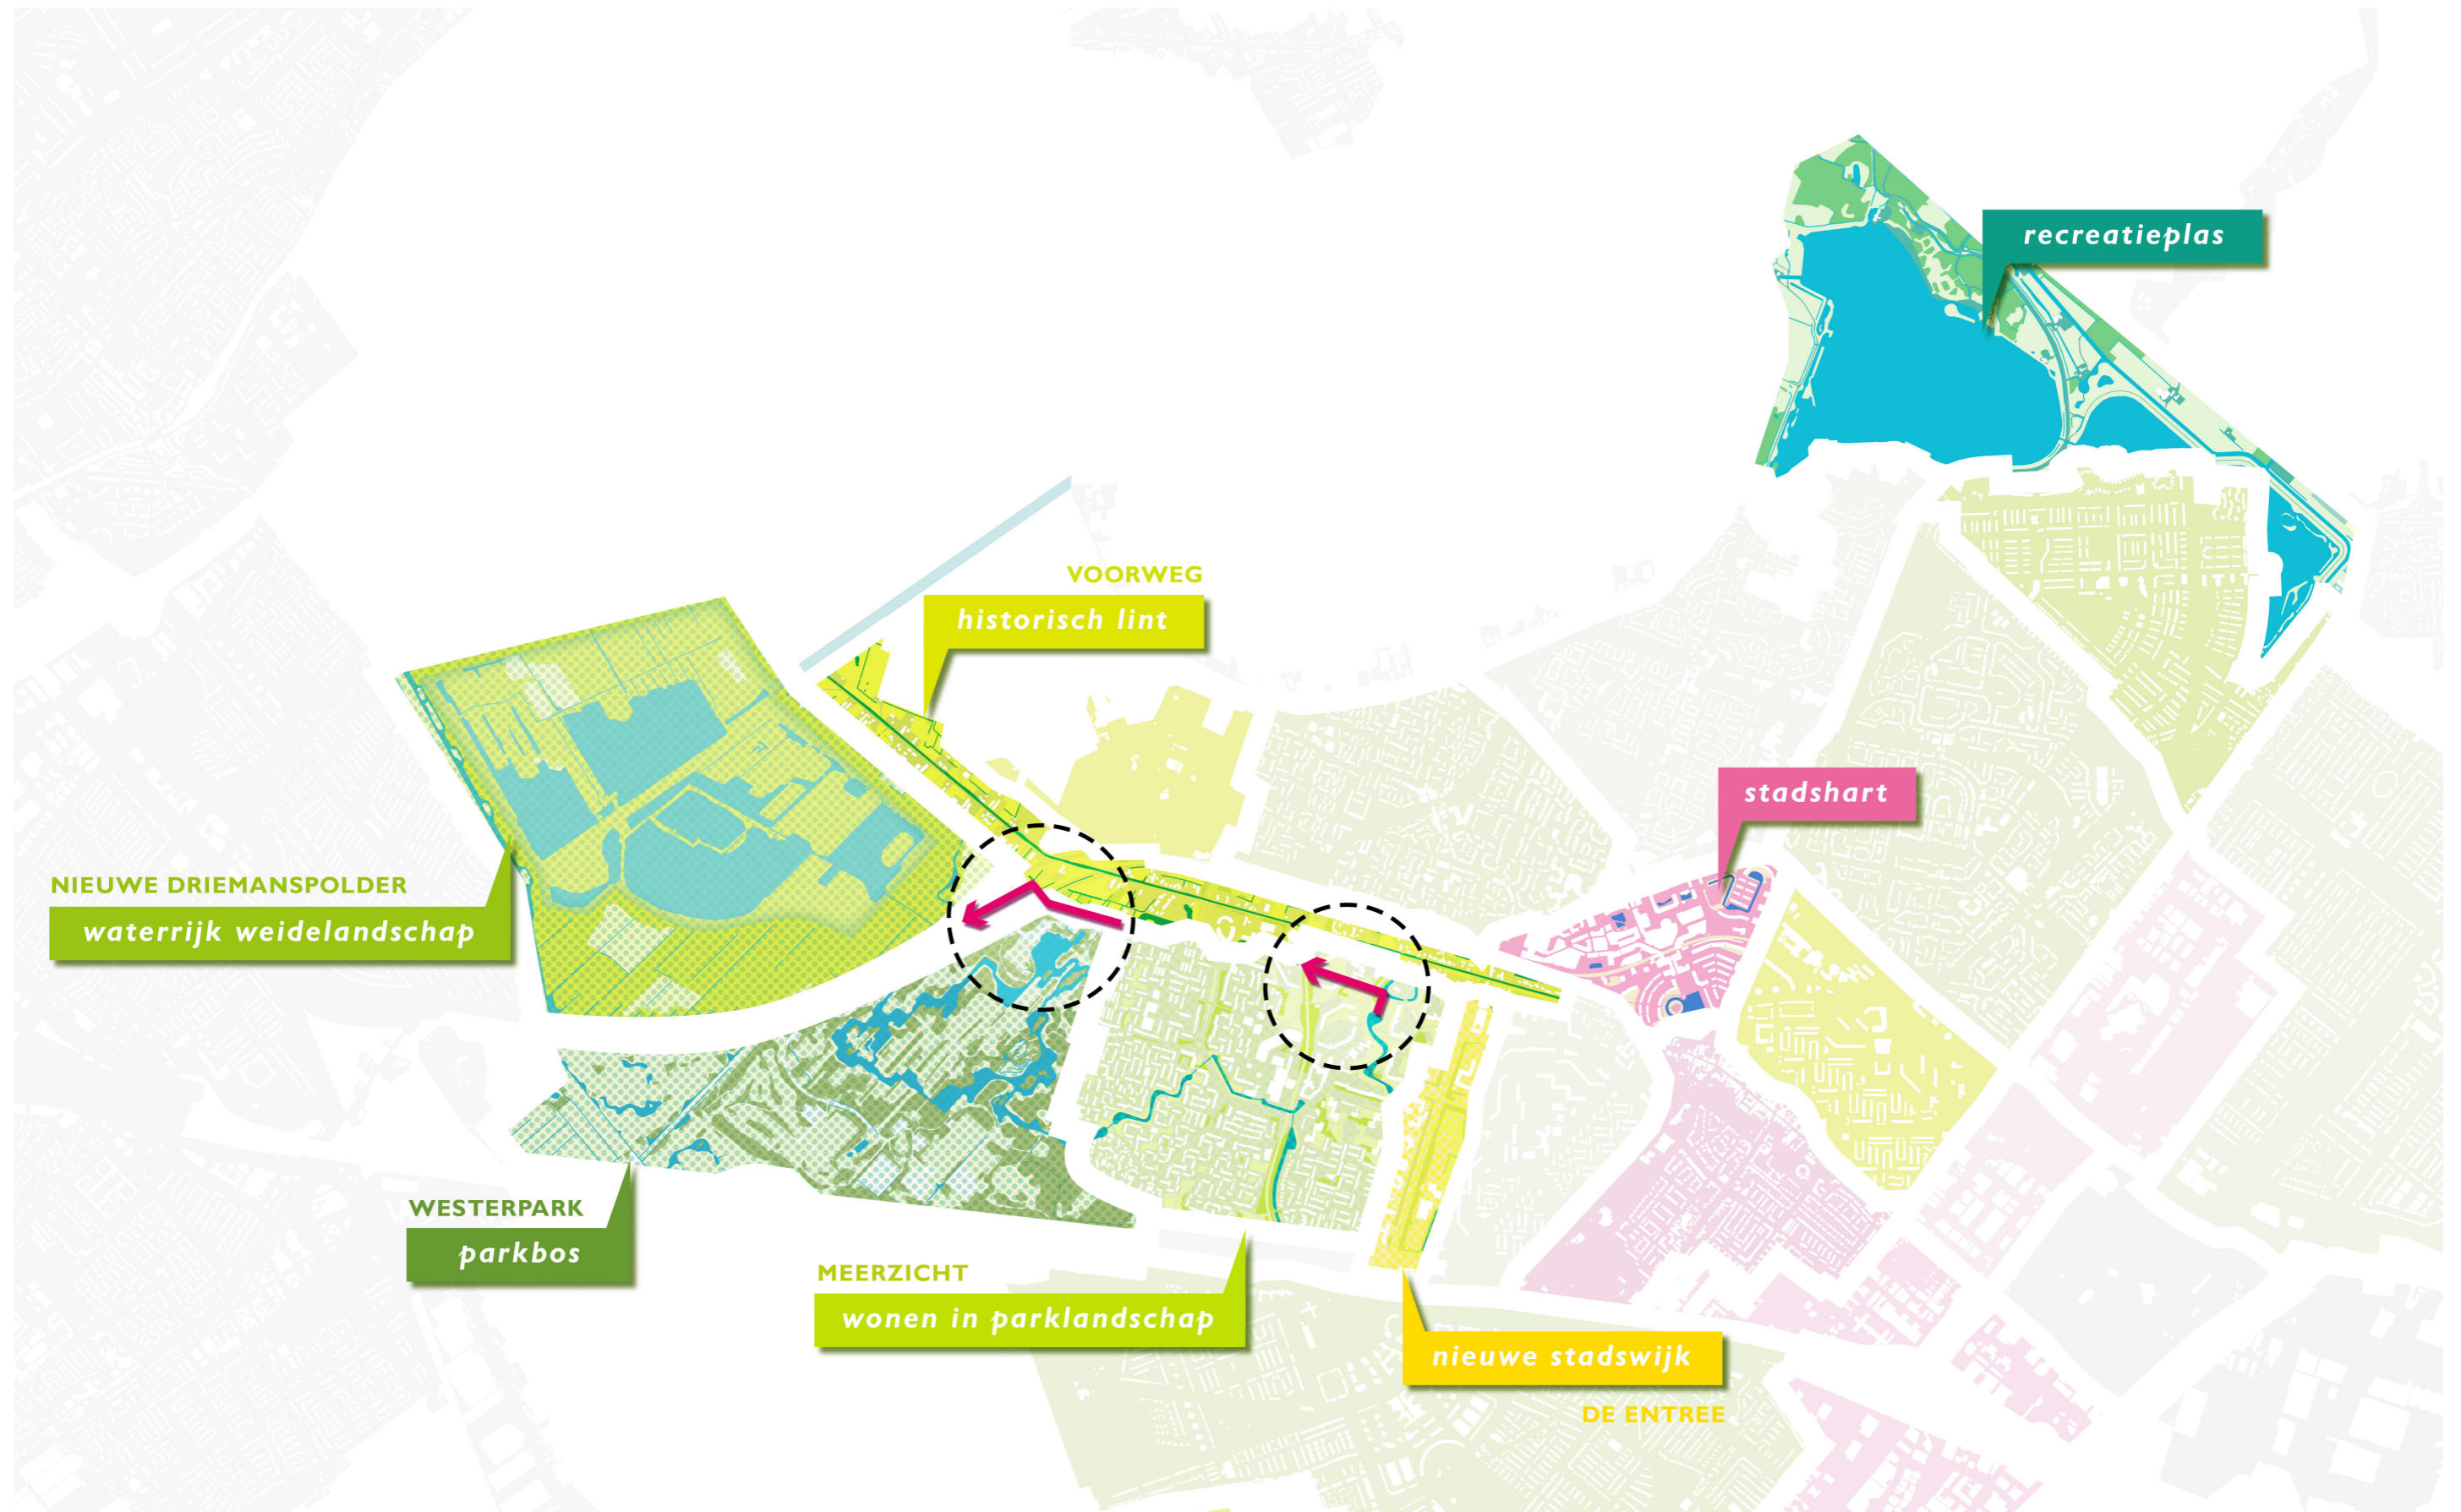 recreatieplas
VOORWEG
historisch lint
stadshart
NIEUWE DRIEMANSPOLDER
waterrijk weidelandschap
WESTERPARK
parkbos
MEERZICHT
wonen in parklandschap
nieuwe stadswijk
DE ENTREE